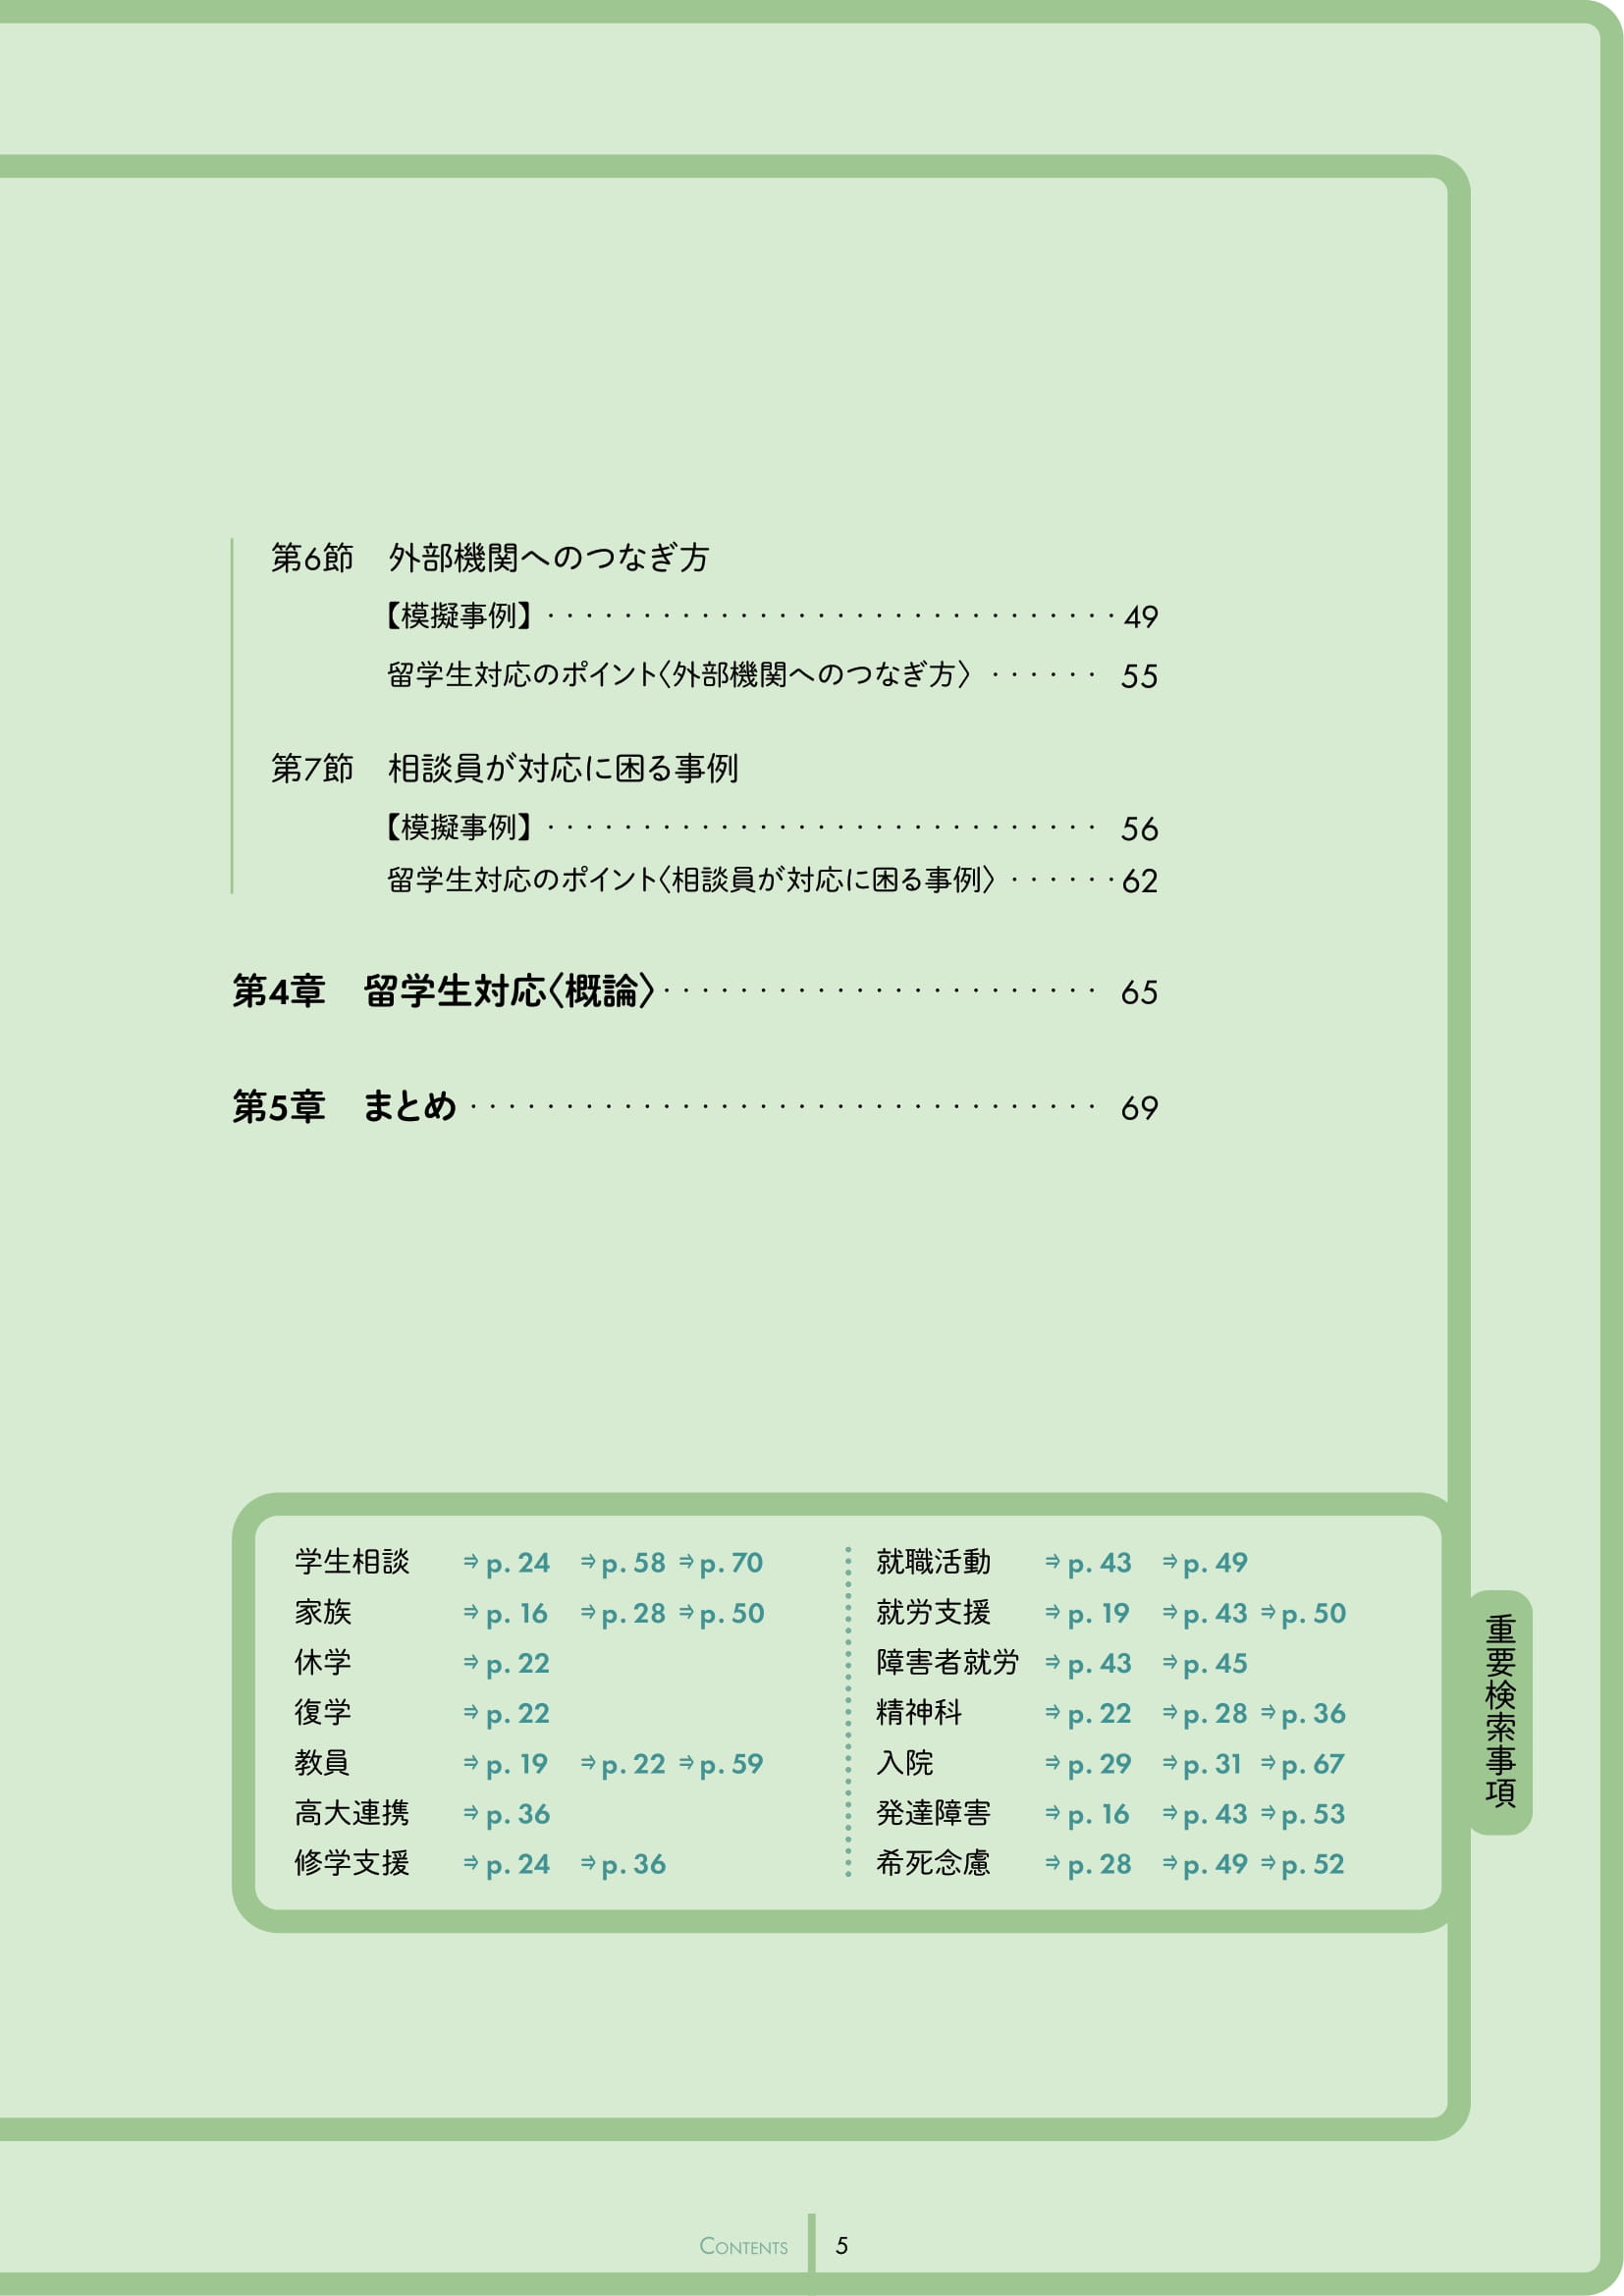 第6節　外部機関へのつなぎ方
【模擬事例】 ····························· 49
留学生対応のポイント〈外部機関へのつなぎ方〉 ······ 55
第7節　相談員が対応に困る事例
【模擬事例】 ····························· 56
留学生対応のポイント〈相談員が対応に困る事例〉 ······ 62
第4章　留学生対応〈概論〉 ······················· 65
第5章　まとめ ································· 69
学生相談 ⇒p. 24 ⇒p. 58 ⇒p. 70
家族 ⇒p. 16 ⇒p. 28 ⇒p. 50
休学 ⇒p. 22
復学 ⇒p. 22
教員 ⇒p. 19 ⇒p. 22 ⇒p. 59
高大連携 ⇒p. 36
修学支援 ⇒p. 24 ⇒p. 36
就職活動 ⇒p. 43 ⇒p. 49
就労支援 ⇒p. 19 ⇒p. 43 ⇒p. 50
障害者就労 ⇒p. 43 ⇒p. 45
精神科 ⇒p. 22 ⇒p. 28 ⇒p. 36
入院 ⇒p. 29 ⇒p. 31 ⇒p. 67
発達障害 ⇒p. 16 ⇒p. 43 ⇒p. 53
希死念慮 ⇒p. 28 ⇒p. 49 ⇒p. 52
重要検索事項
CONTENTS 5